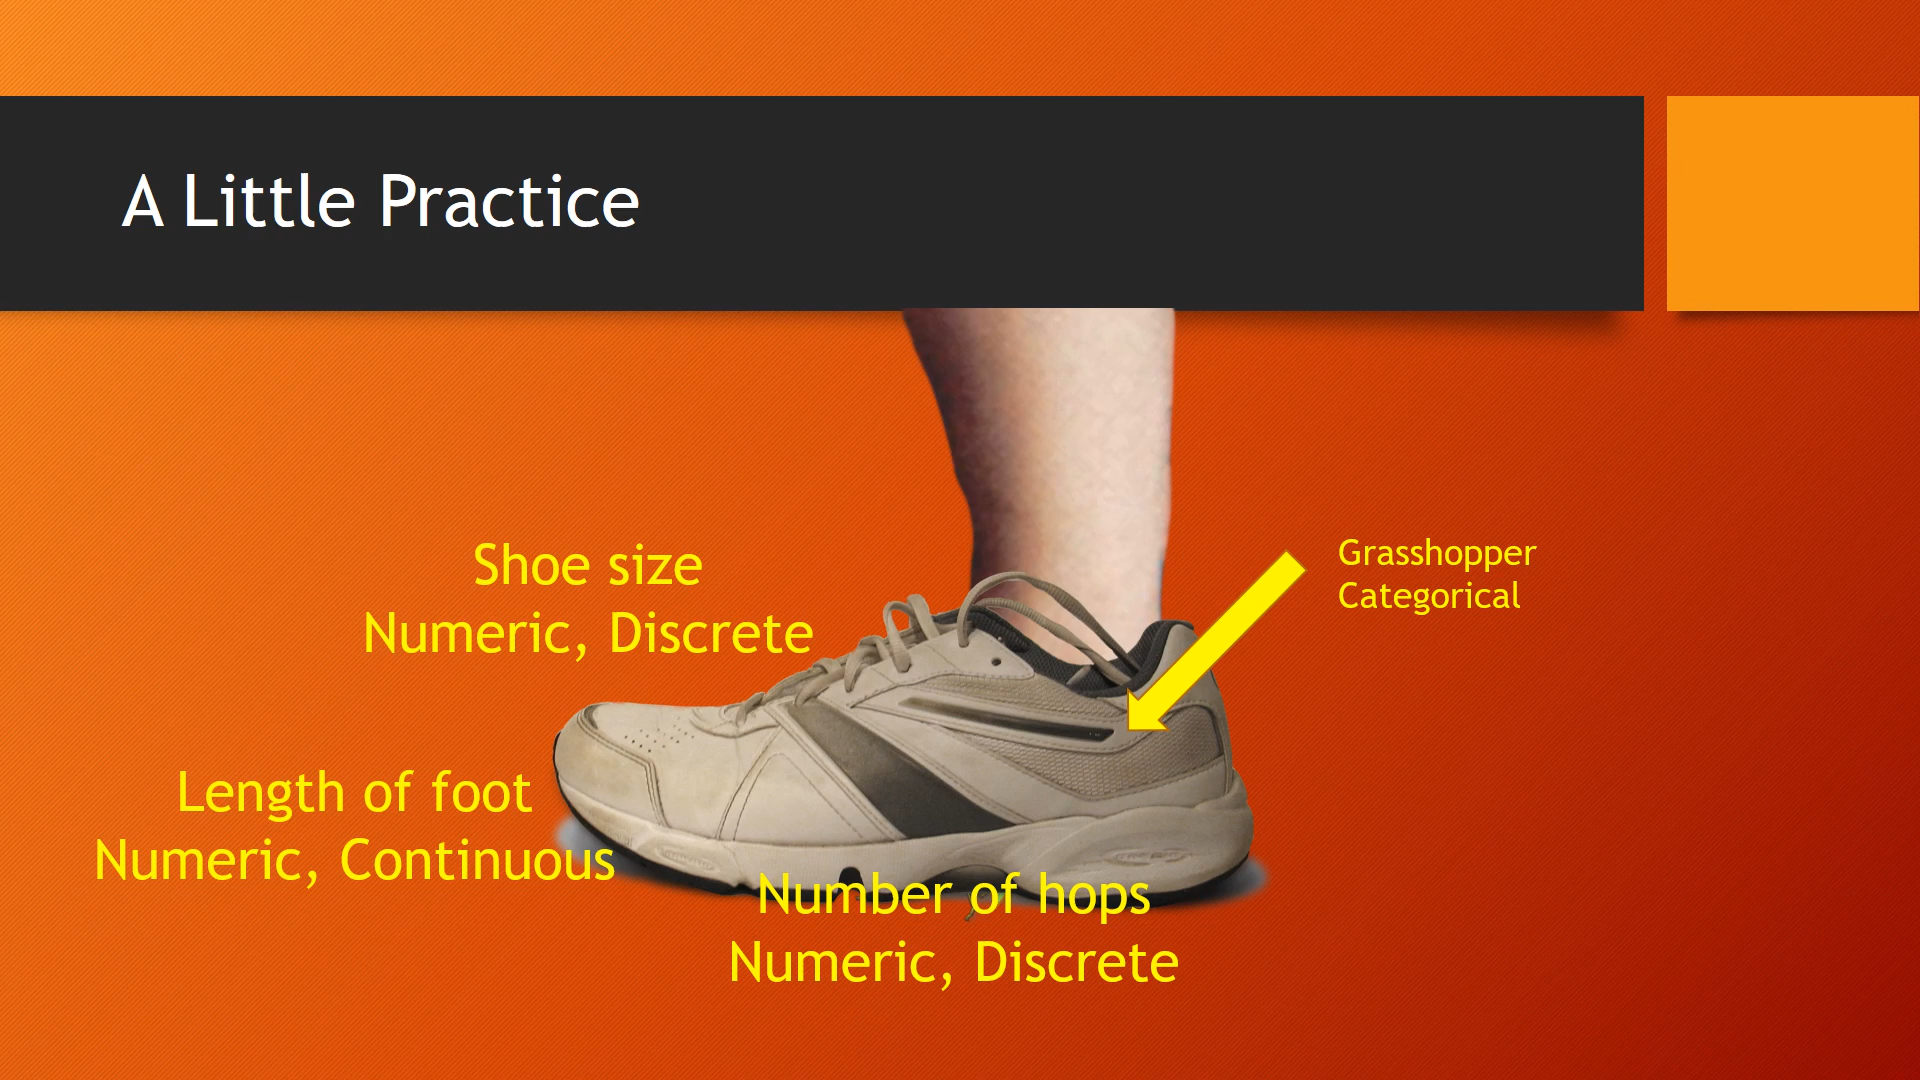 A Little Practice
Shoe size
Numeric, Discrete
Grasshopper
Categorical
Length of foot
Numeric, Continuous
Number of hops
Numeric, Discrete